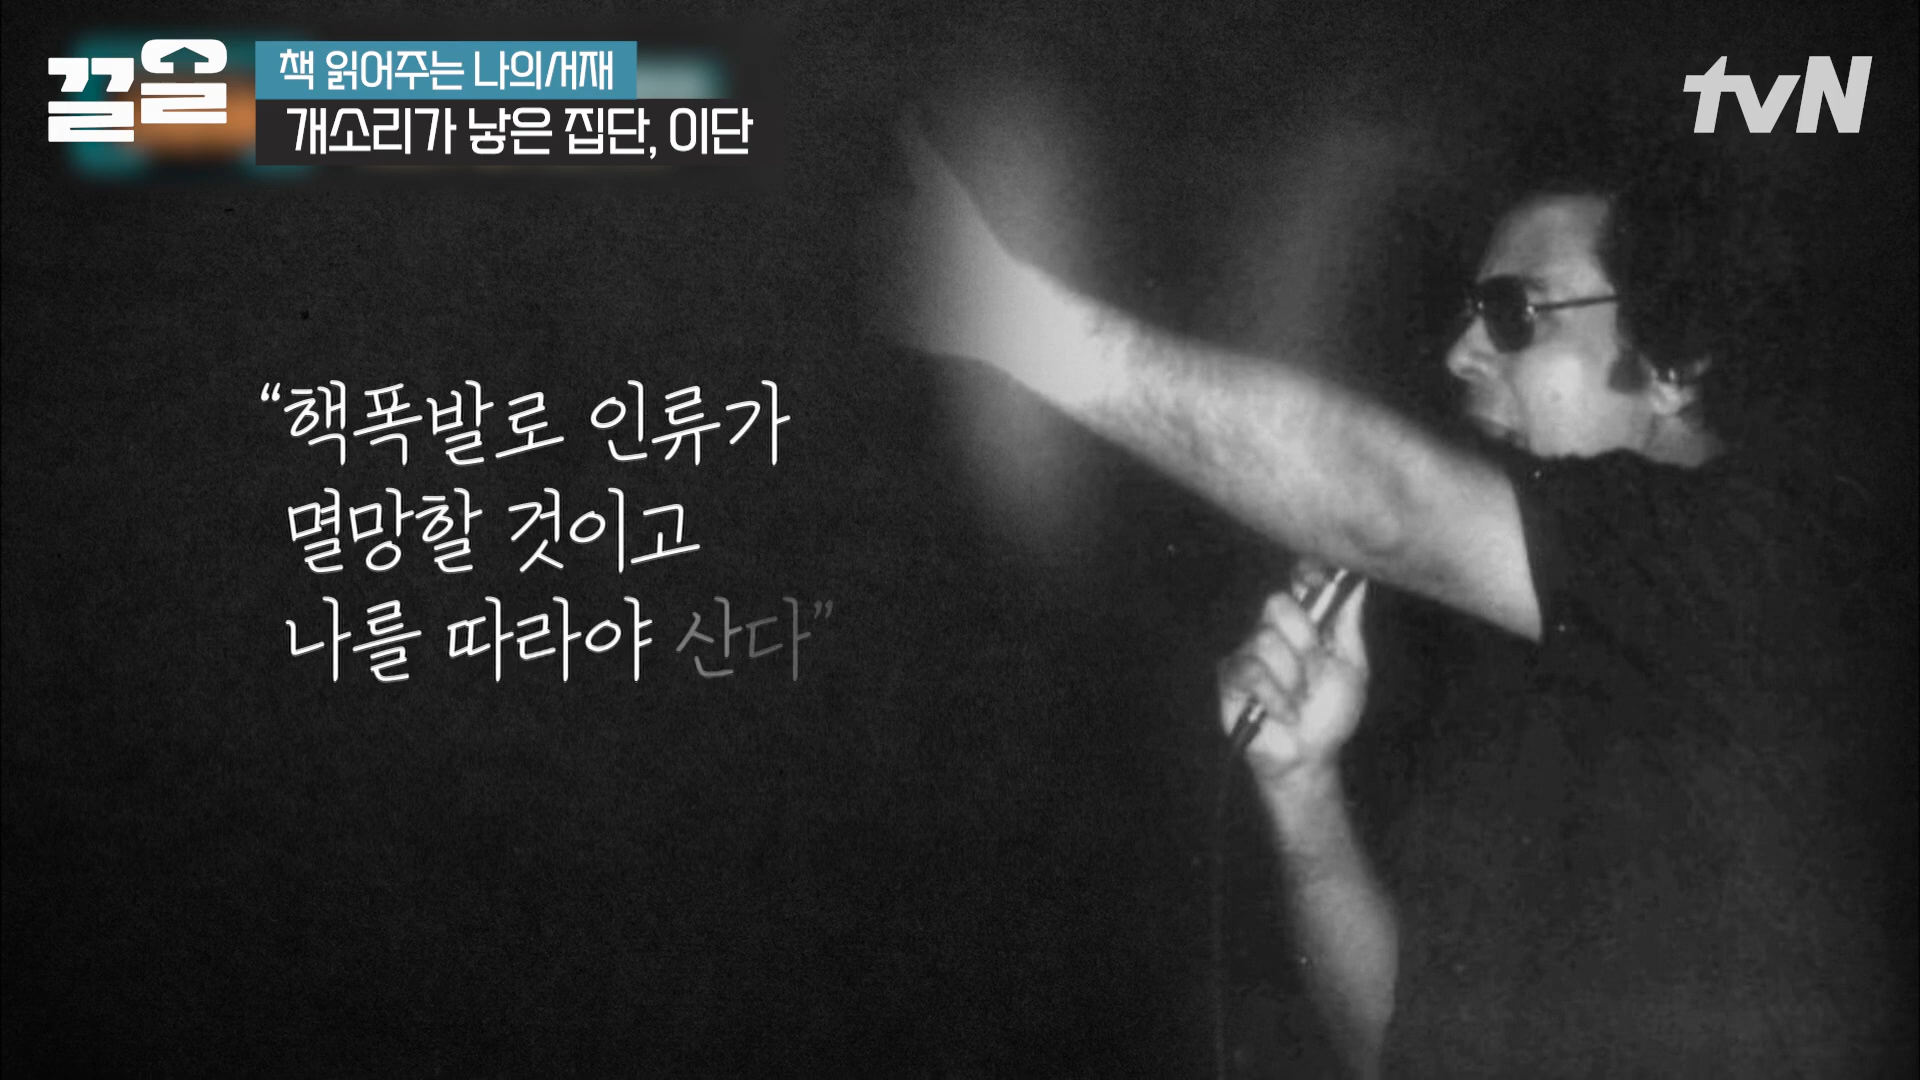 끌올
책 읽어주는 나의서재
개소리가 낳은 집단, 이단
tvN
“핵폭발로 인류가
멸망할 것이고
나를 따라야 산다”